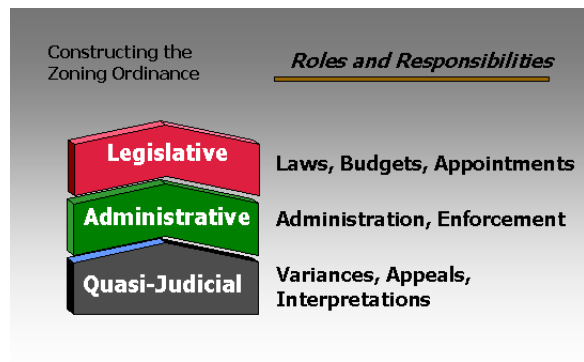 Constructing the
Zoning Ordinance
Roles and Responsibilities
Legislative
Laws, Budgets, Appointments
Administrative
Administration, Enforcement
Quasi-Judicial
Variances, Appeals,
Interpretations